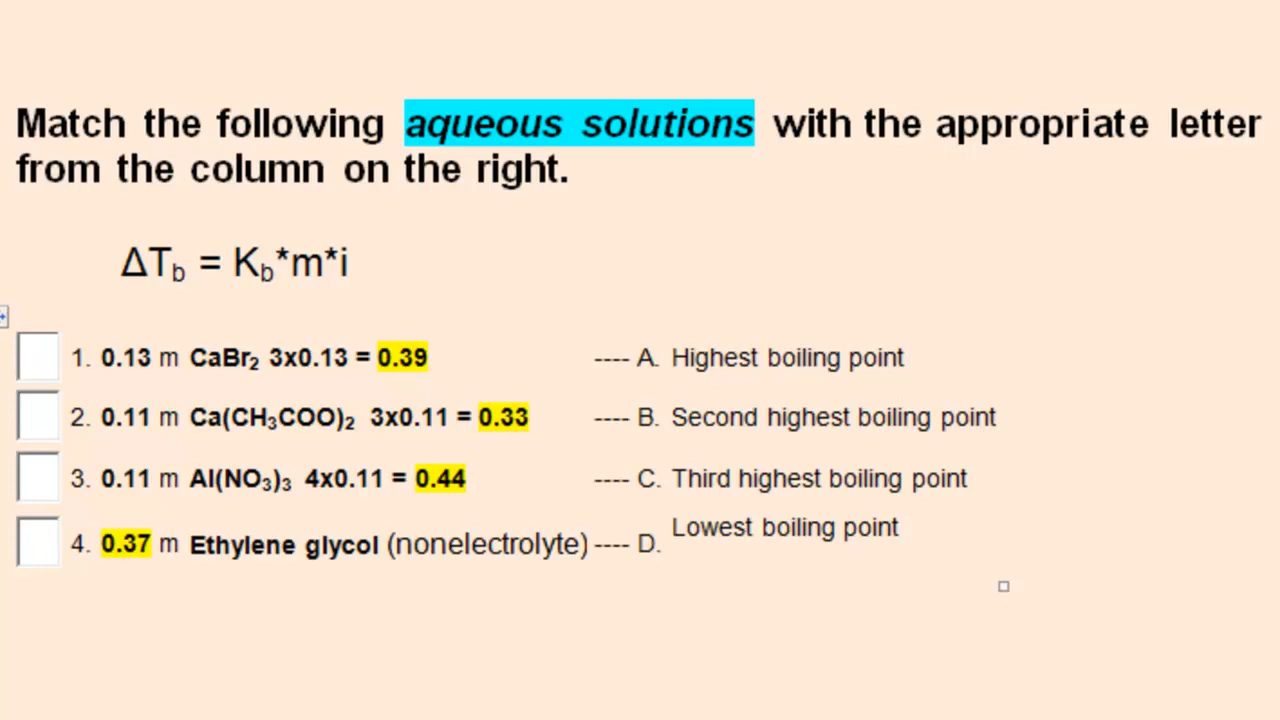 Match the following aqueous solutions with the appropriate letter
from the column on the right.
ΔTb = Kb*m*i
1. 0.13 m CaBr2 3x0.13 = 0.39 ---- A. Highest boiling point
2. 0.11 m Ca(CH3COO)2 3x0.11 = 0.33 ---- B. Second highest boiling point
3. 0.11 m Al(NO3)3 4x0.11 = 0.44 ---- C. Third highest boiling point
4. 0.37 m Ethylene glycol (nonelectrolyte) ---- D. Lowest boiling point